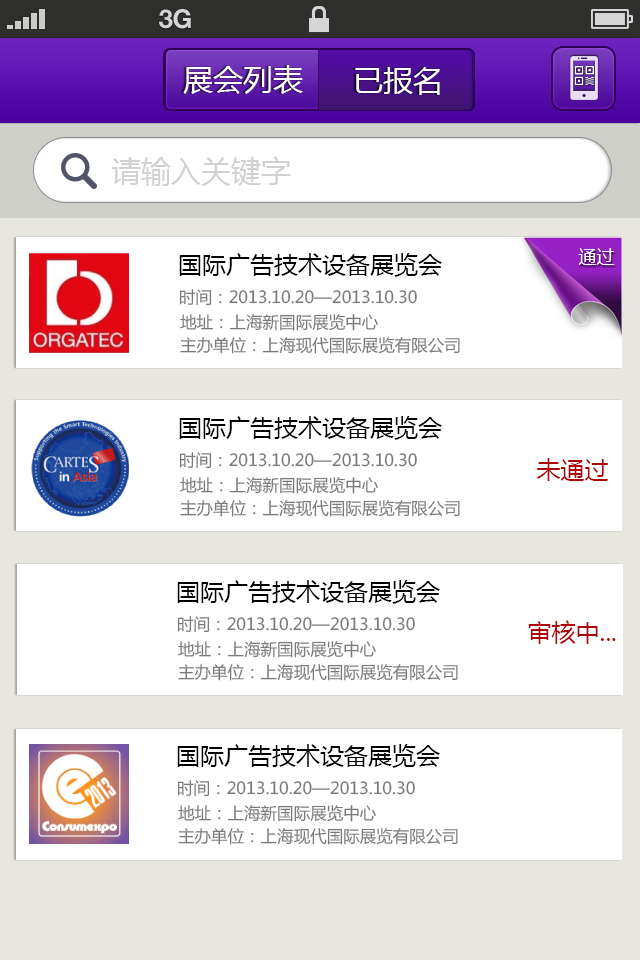 3G
展会列表
已报名
请输入关键字
国际广告技术设备展览会
通过
时间：2013.10.20—2013.10.30
地址：上海新国际展览中心
主办单位：上海现代国际展览有限公司
ORGATEC
国际广告技术设备展览会
时间：2013.10.20—2013.10.30
地址：上海新国际展览中心
主办单位：上海现代国际展览有限公司
Supporting the Smart Technologies Industry
CARTES
in Asia
未通过
国际广告技术设备展览会
时间：2013.10.20—2013.10.30
地址：上海新国际展览中心
主办单位：上海现代国际展览有限公司
审核中...
国际广告技术设备展览会
时间：2013.10.20—2013.10.30
地址：上海新国际展览中心
主办单位：上海现代国际展览有限公司
e 2013
Consumexpo